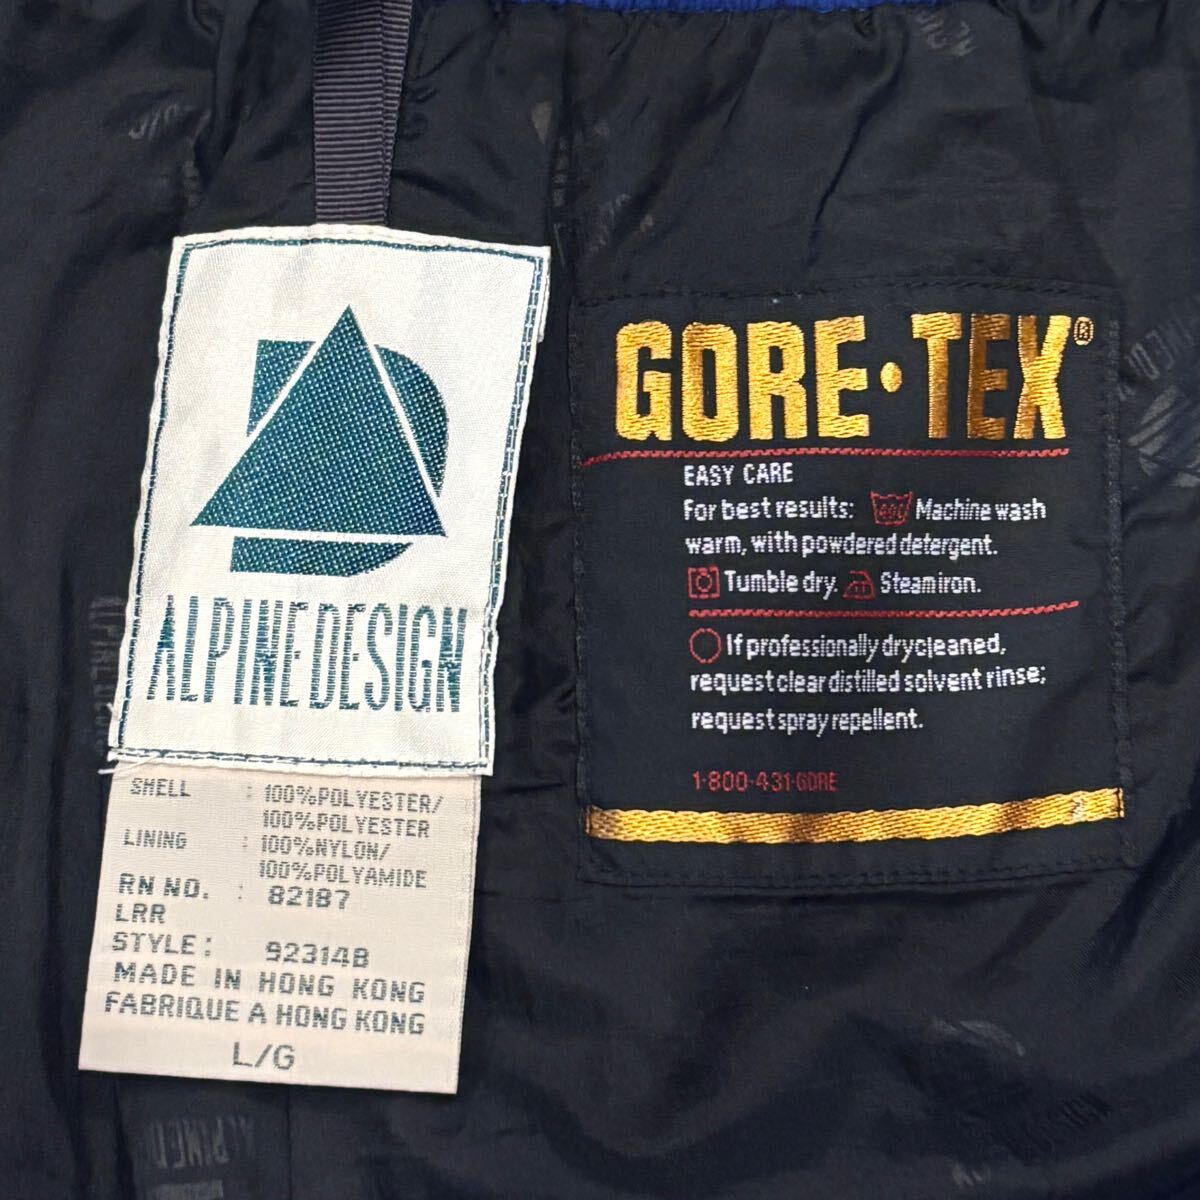 ALPINE DESIGN
SHELL : 100%POLYESTER/
100%POLYESTER
LINING : 100%NYLON/
100%POLYAMIDE
RN NO. : 82187
LRR
STYLE: 92314B
MADE IN HONG KONG
FABRIQUE A HONG KONG
L/G
GORE·TEX®
EASY CARE
For best results: Machine wash
warm, with powdered detergent.
Tumble dry. Steam iron.
If professionally drycleaned,
request clear distilled solvent rinse;
request spray repellent.
1·800·431·GORE